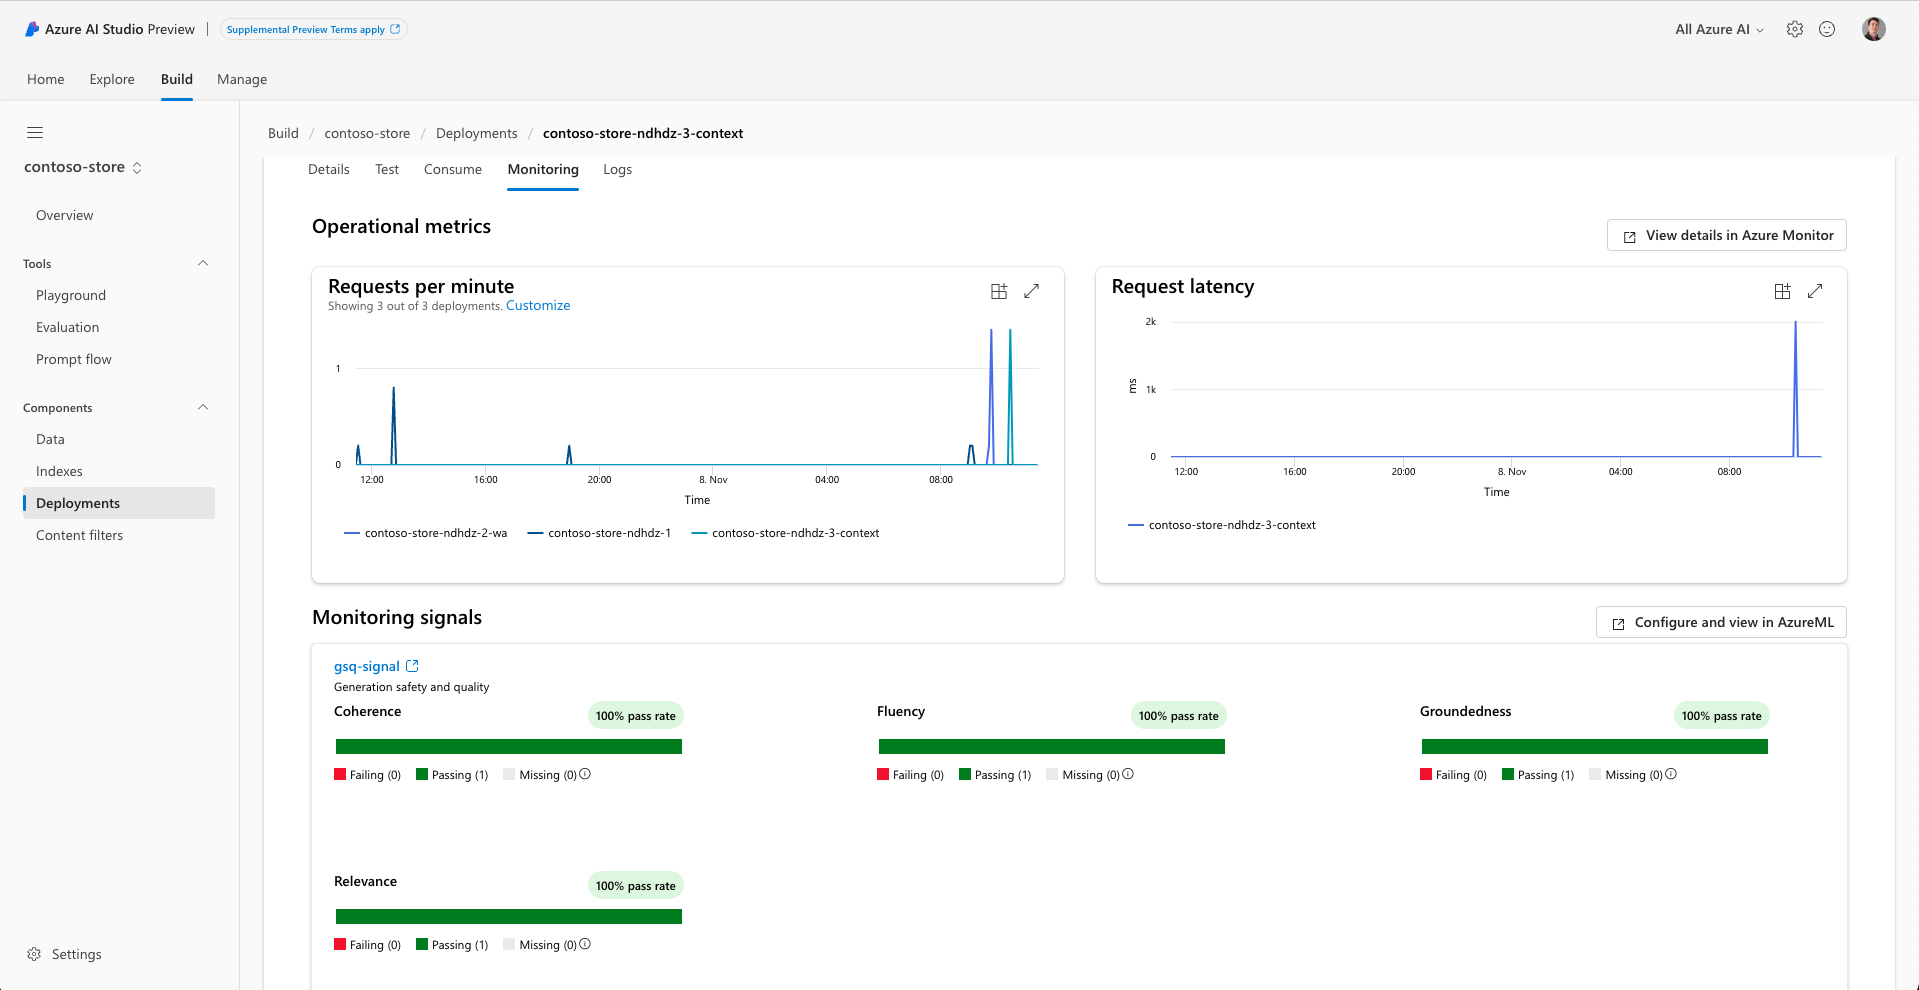 Azure AI Studio Preview | Supplemental Preview Terms apply
All Azure AI
Home Explore Build Manage
Build / contoso-store / Deployments / contoso-store-ndhdz-3-context
contoso-store
Overview
Tools
Playground
Evaluation
Prompt flow
Components
Data
Indexes
Deployments
Content filters
Settings
Details Test Consume Monitoring Logs
Operational metrics
View details in Azure Monitor
Requests per minute
Showing 3 out of 3 deployments. Customize
1
0
12:00 16:00 20:00 8. Nov 04:00 08:00
Time
contoso-store-ndhdz-2-wa contoso-store-ndhdz-1 contoso-store-ndhdz-3-context
Request latency
2k
ms
1k
0
12:00 16:00 20:00 8. Nov 04:00 08:00
Time
contoso-store-ndhdz-3-context
Monitoring signals
Configure and view in AzureML
gsq-signal
Generation safety and quality
Coherence 100% pass rate
Failing (0) Passing (1) Missing (0)
Fluency 100% pass rate
Failing (0) Passing (1) Missing (0)
Groundedness 100% pass rate
Failing (0) Passing (1) Missing (0)
Relevance 100% pass rate
Failing (0) Passing (1) Missing (0)